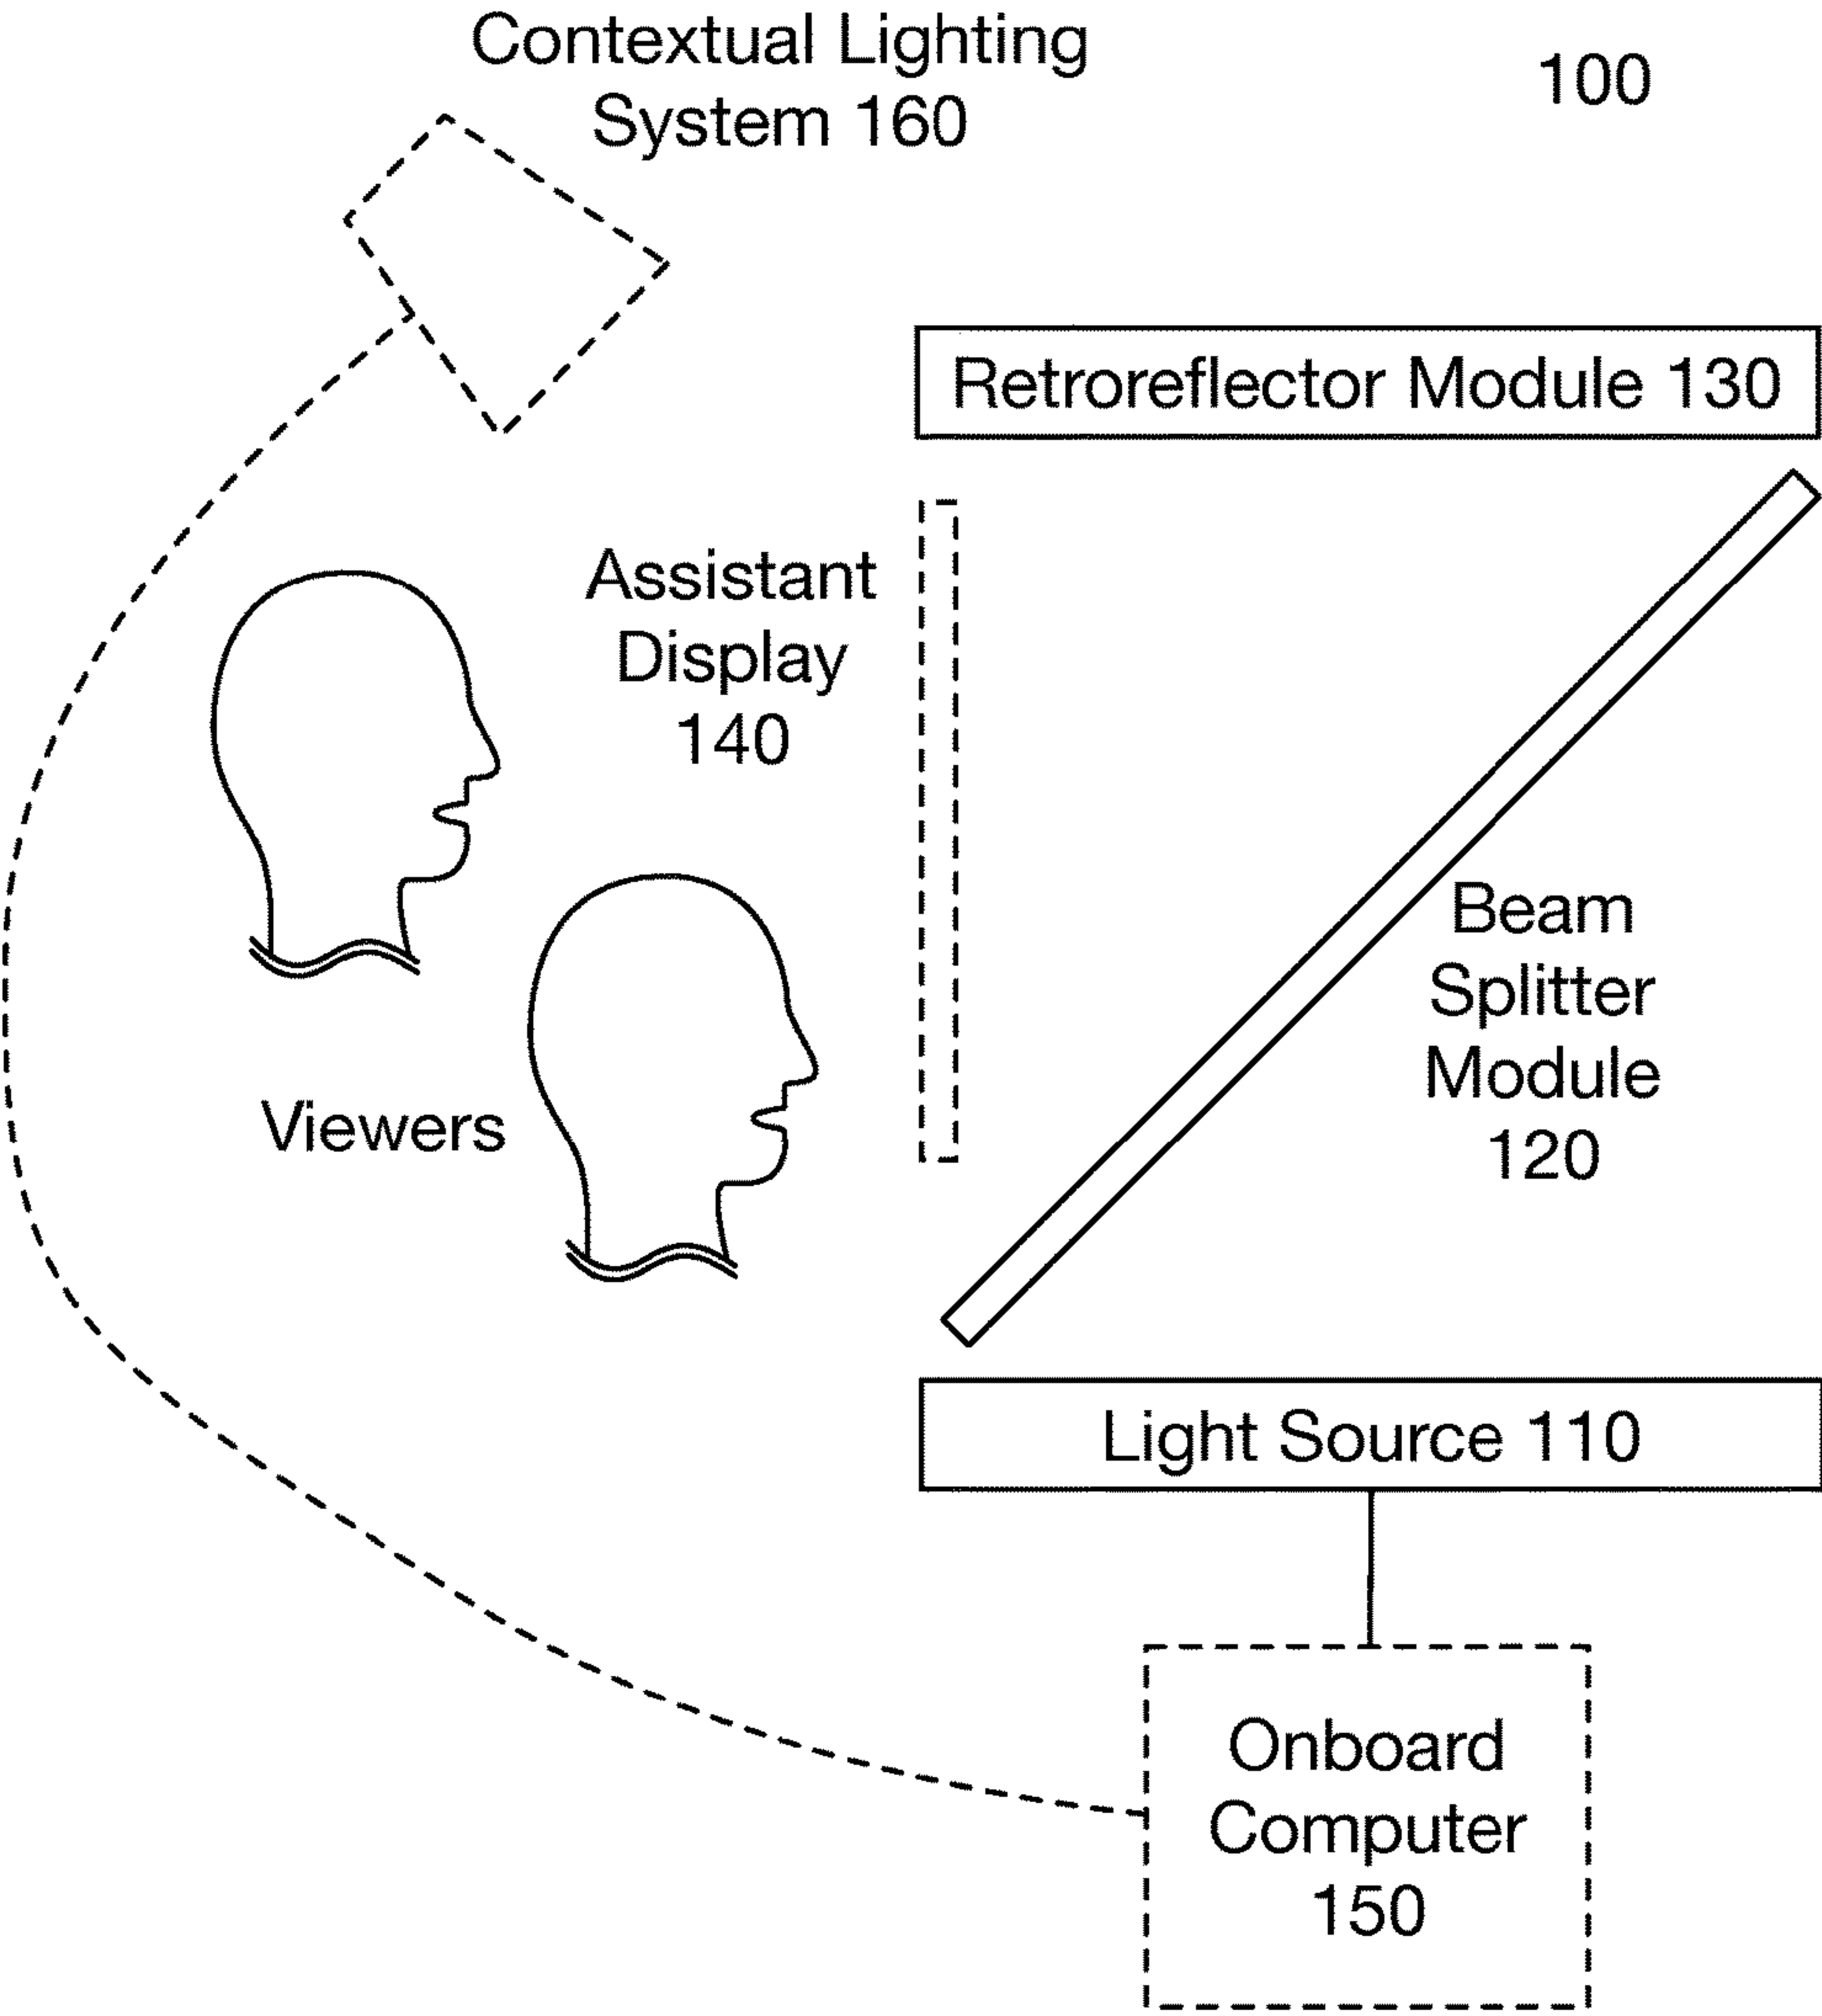 Contextual Lighting
System 160
100
Retroreflector Module 130
Assistant
Display
140
Beam
Splitter
Module
120
Viewers
Light Source 110
Onboard
Computer
150